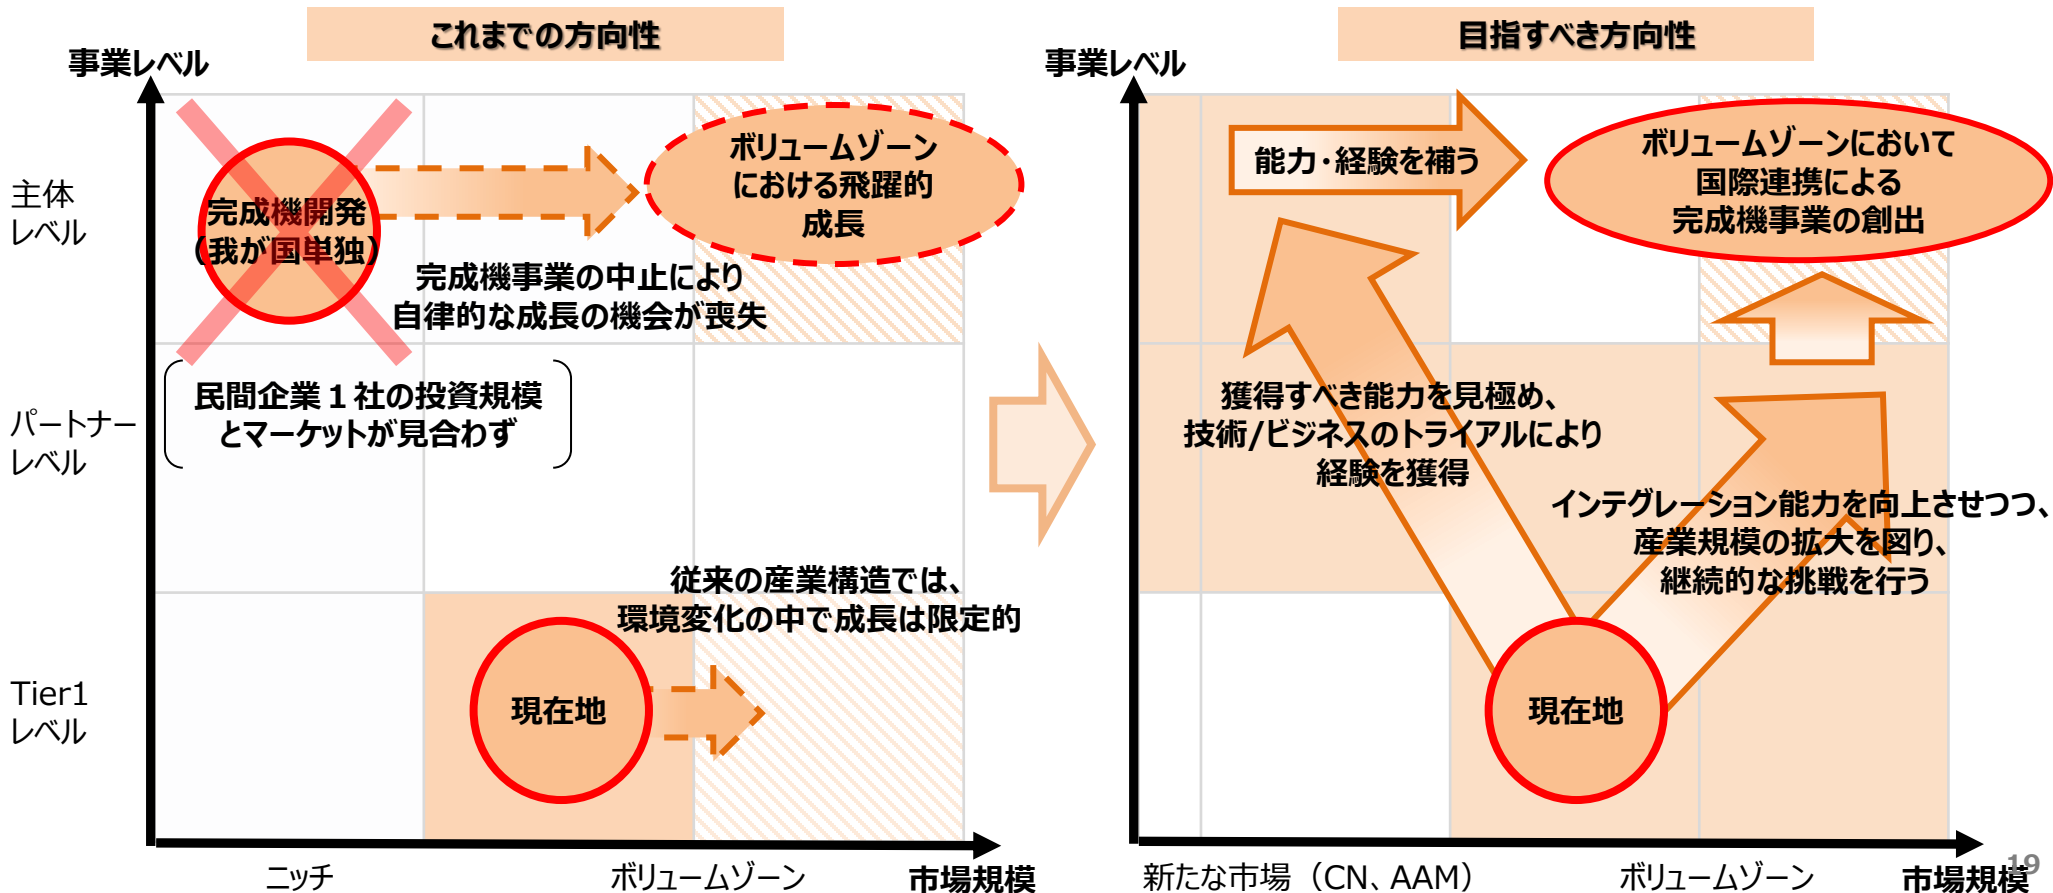 これまでの方向性
事業レベル
主体
レベル
パートナー
レベル
Tier1
レベル
完成機開発
（我が国単独）
ボリュームゾーン
における飛躍的
成長
完成機事業の中止により
自律的な成長の機会が喪失
民間企業１社の投資規模
とマーケットが見合わず
従来の産業構造では、
環境変化の中で成長は限定的
現在地
ニッチ
ボリュームゾーン
市場規模
目指すべき方向性
事業レベル
能力・経験を補う
ボリュームゾーンにおいて
国際連携による
完成機事業の創出
獲得すべき能力を見極め、
技術/ビジネスのトライアルにより
経験を獲得
インテグレーション能力を向上させつつ、
産業規模の拡大を図り、
継続的な挑戦を行う
現在地
新たな市場（CN、AAM）
ボリュームゾーン
市場規模
19